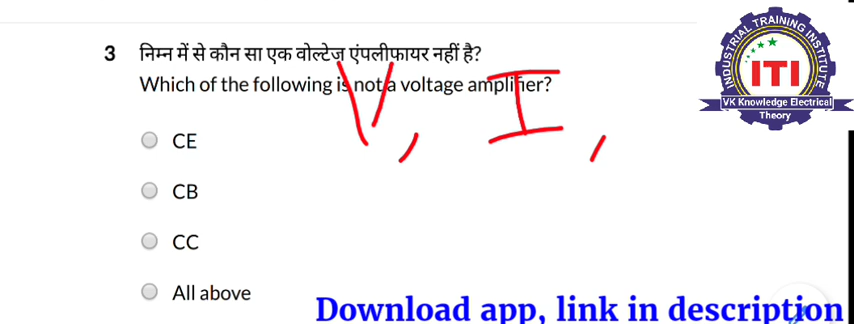 3 निम्न में से कौन सा एक वोल्टेज एंपलीफायर नहीं है?
Which of the following is not a voltage amplifier?
V, I,
CE
CB
CC
All above
INDUSTRIAL TRAINING INSTITUTE
ITI
VK Knowledge Electrical
Theory
Download app, link in description